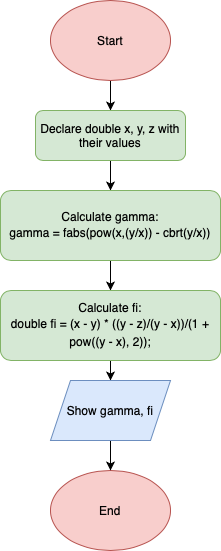 Start
Declare double x, y, z with
their values
Calculate gamma:
gamma = fabs(pow(x,(y/x)) - cbrt(y/x))
Calculate fi:
double fi = (x - y) * ((y - z)/(y - x))/(1 +
pow((y - x), 2));
Show gamma, fi
End